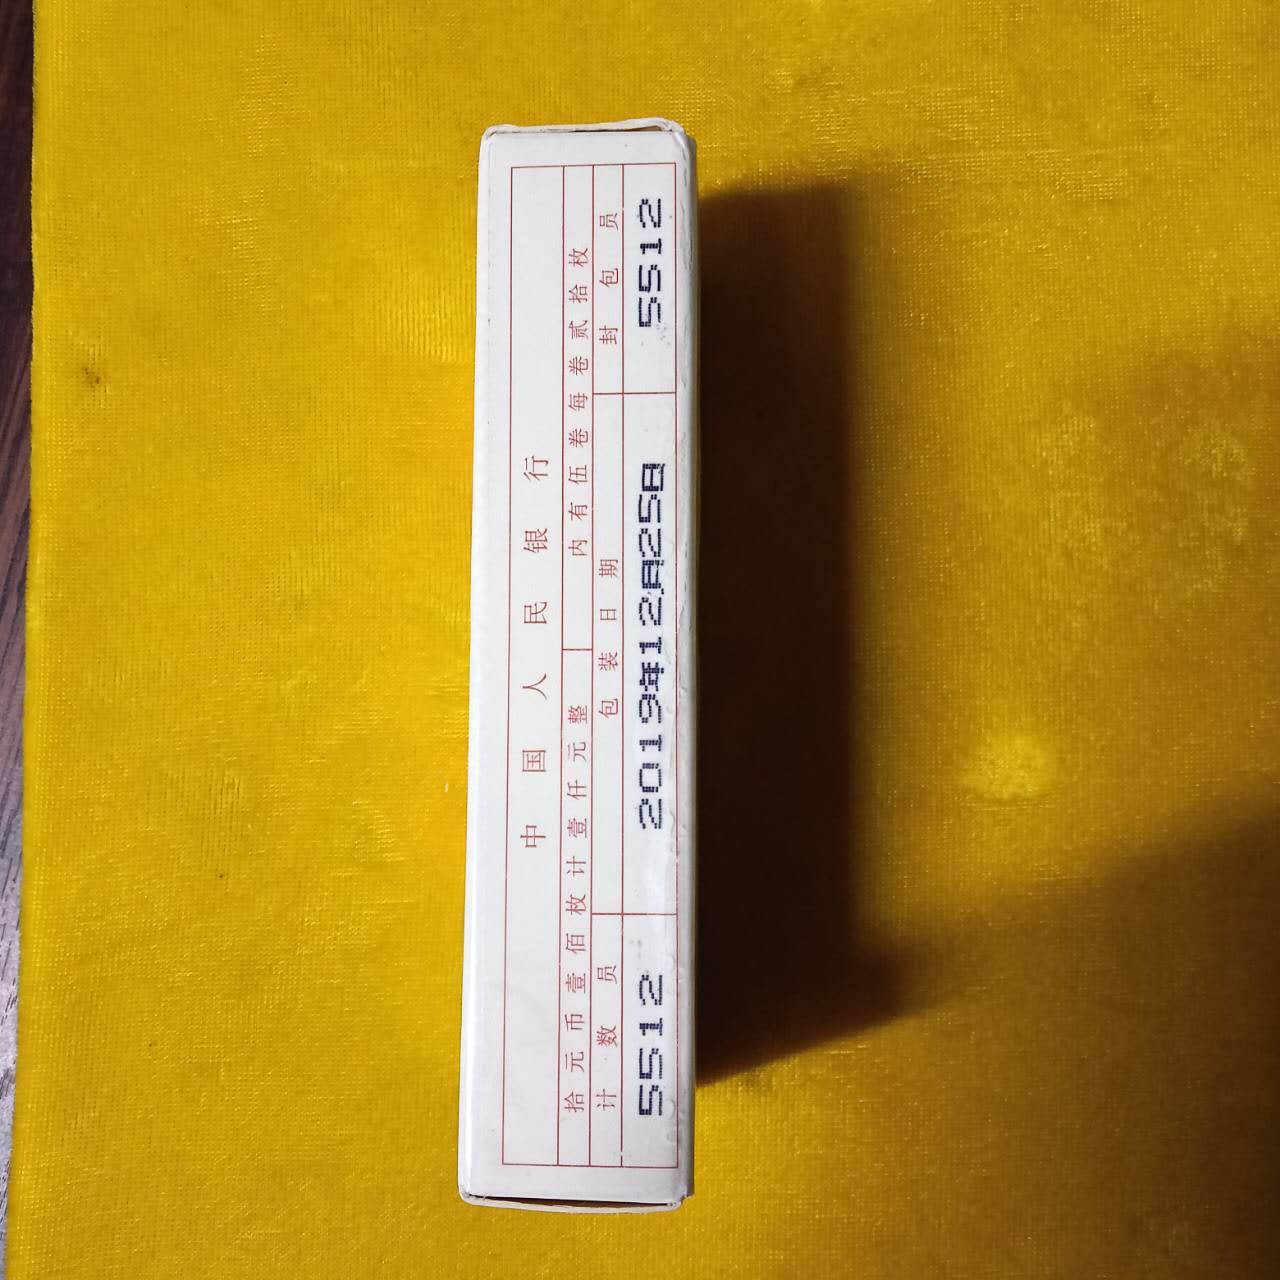 中国人民银行
拾元币壹佰枚计壹仟元整 内有伍卷每卷贰拾枚
计数员 包装日期 封包员
5512 2019年12月25日 5512